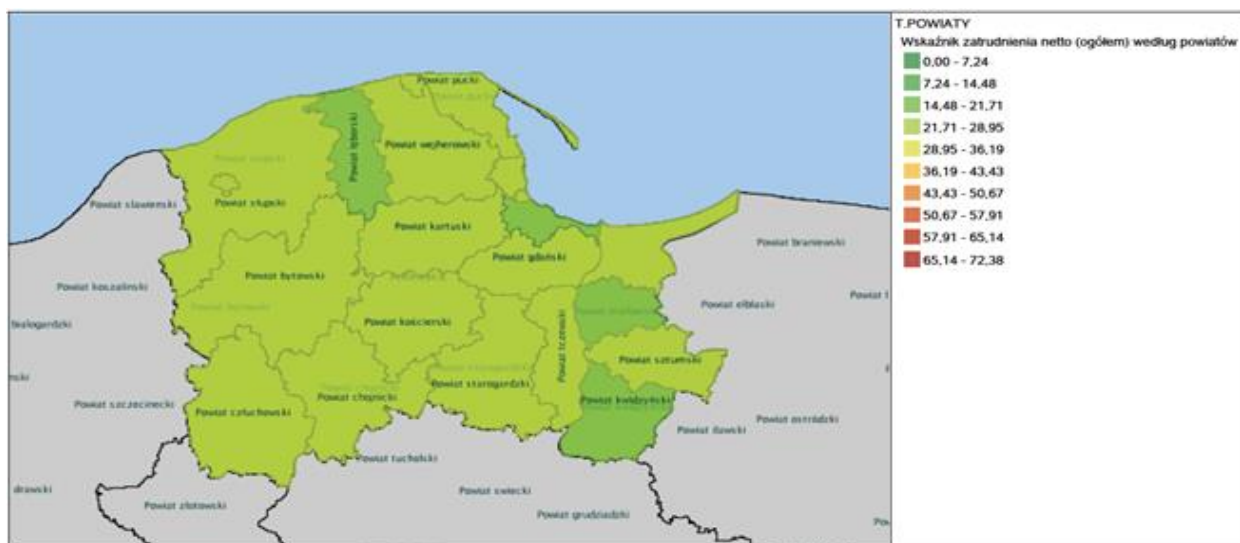 T.POWIATY
Wskaźnik zatrudnienia netto (ogółem) według powiatów
0,00 - 7,24
7,24 - 14,48
14,48 - 21,71
21,71 - 28,95
28,95 - 36,19
36,19 - 43,43
43,43 - 50,67
50,67 - 57,91
57,91 - 65,14
65,14 - 72,38
Powiat pucki
Powiat lęborski
Powiat wejherowski
Powiat sławenski
Powiat słupski
Powiat kartuski
Powiat braniewski
Powiat gdański
Powiat bytowski
Powiat koszalinski
Powiat elbląski
białogardzki
Powiat kościerski
Powiat tczewski
Powiat sztumski
Powiat starogardzki
Powiat chojnicki
Powiat kwidzyński
Powiat szczecinecki
Powiat człuchowski
Powiat ostródzki
Powiat iławski
Powiat tucholski
drawski
Powiat świecki
Powiat złotowski
Powiat grudziądzki